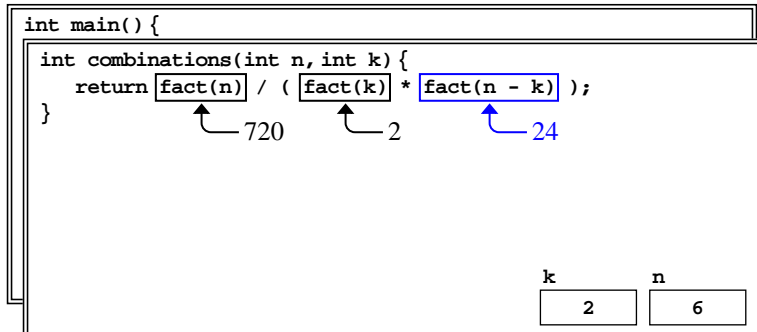 int main() {
int combinations(int n, int k) {
return fact(n) / ( fact(k) * fact(n - k) );
}
720 2 24
k n
2 6